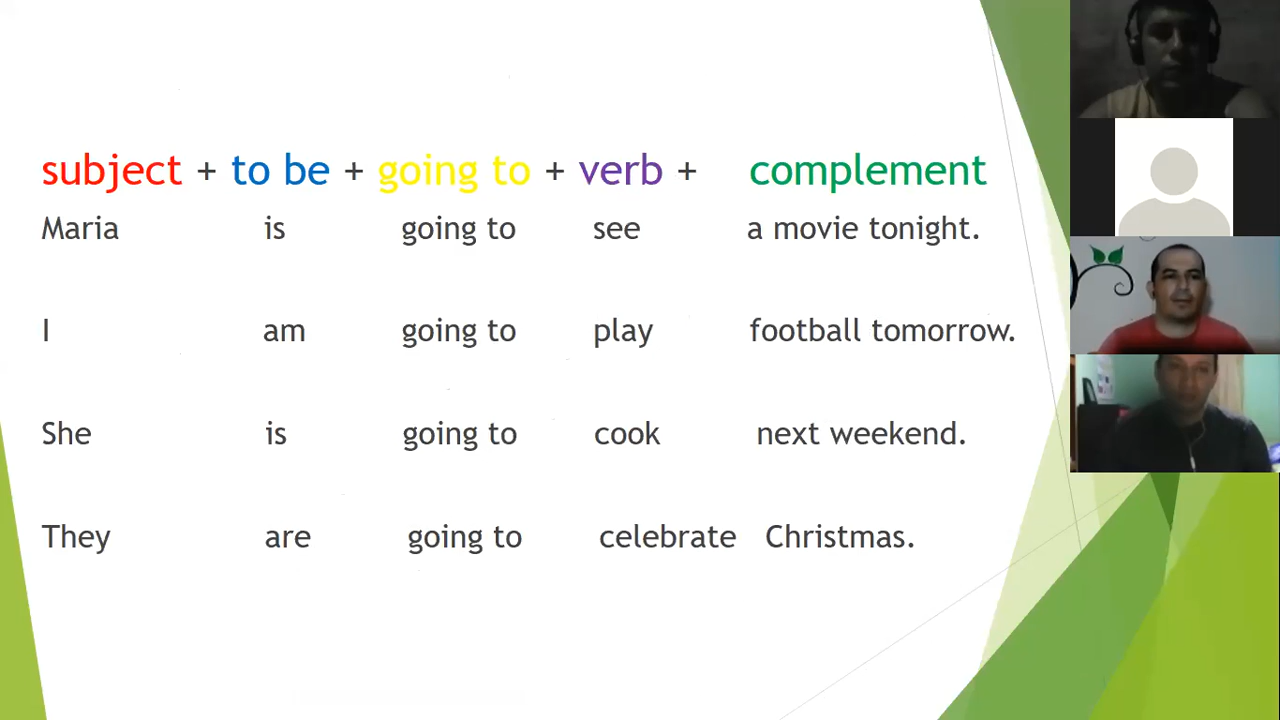 subject + to be + going to + verb + complement
Maria is going to see a movie tonight.
I am going to play football tomorrow.
She is going to cook next weekend.
They are going to celebrate Christmas.